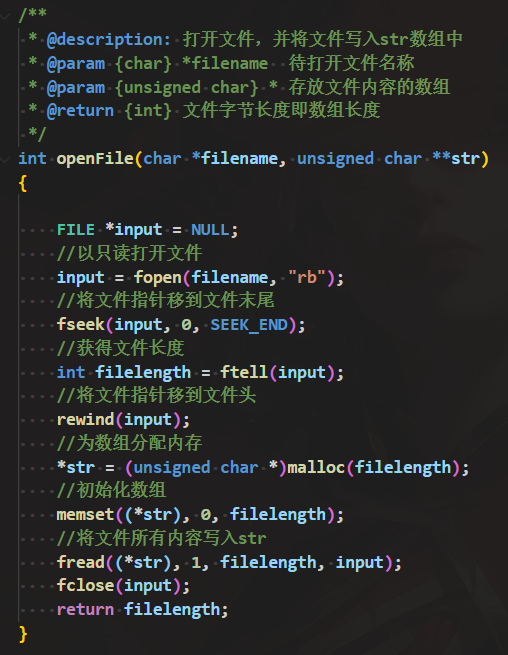 /**
 * @description: 打开文件，并将文件写入str数组中
 * @param {char} *filename  待打开文件名称
 * @param {unsigned char} * 存放文件内容的数组
 * @return {int} 文件字节长度即数组长度
 */
int openFile(char *filename, unsigned char **str)
{
    FILE *input = NULL;
    //以只读打开文件
    input = fopen(filename, "rb");
    //将文件指针移到文件末尾
    fseek(input, 0, SEEK_END);
    //获得文件长度
    int filelength = ftell(input);
    //将文件指针移到文件头
    rewind(input);
    //为数组分配内存
    *str = (unsigned char *)malloc(filelength);
    //初始化数组
    memset((*str), 0, filelength);
    //将文件所有内容写入str
    fread((*str), 1, filelength, input);
    fclose(input);
    return filelength;
}